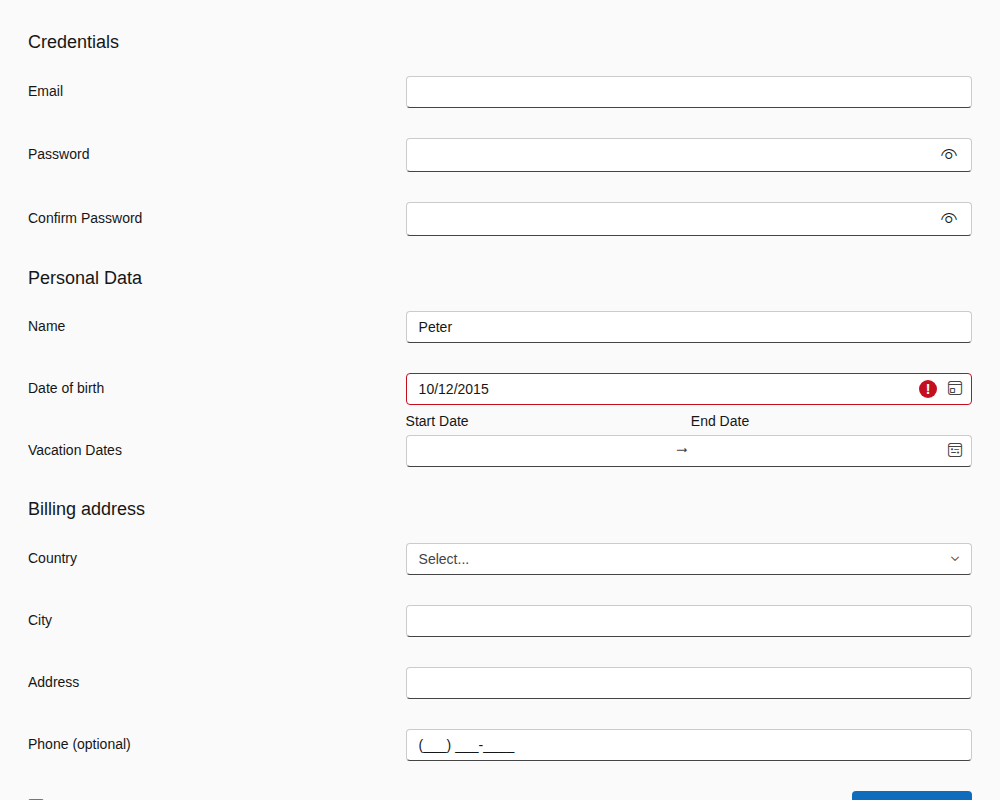 Credentials
Email
Password
Confirm Password
Personal Data
Name
Peter
Date of birth
10/12/2015
Start Date End Date
Vacation Dates
→
Billing address
Country
Select...
City
Address
Phone (optional)
(___) ___-____